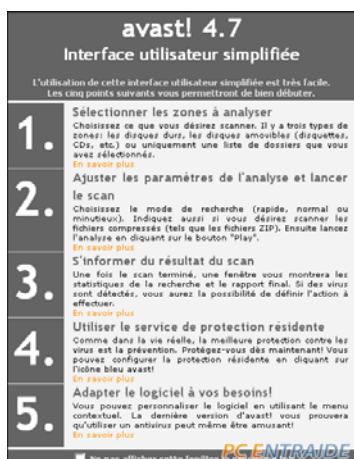 avast! 4.7
Interface utilisateur simplifiée
L'utilisation de cette interface utilisateur simplifiée est très facile.
Les cinq points suivants vous permettront de bien débuter.
1.
Sélectionner les zones à analyser
Choisissez ce que vous désirez scanner. Il y a trois types de
zones: les disques durs, les disques amovibles (disquettes,
CDs, etc.) ou uniquement une liste de dossiers que vous
avez sélectionnés.
En savoir plus
2.
Ajuster les paramètres de l'analyse et lancer
le scan
Choisissez le mode de recherche (rapide, normal ou
minutieux). Indiquez aussi si vous désirez scanner les
fichiers compressés (tels que les fichiers ZIP). Ensuite lancez
l'analyse en cliquant sur le bouton "Play".
En savoir plus
3.
S'informer du résultat du scan
Une fois le scan terminé, une fenêtre vous montrera les
statistiques de la recherche et le rapport final. Si des virus
sont détectés, vous aurez la possibilité de définir l'action à
effectuer.
En savoir plus
4.
Utiliser le service de protection résidente
Comme dans la vie réelle, la meilleure protection contre les
virus est la prévention. Protégez-vous dès maintenant! Vous
pouvez configurer la protection résidente en cliquant sur
l'icône bleu avast!
En savoir plus
5.
Adapter le logiciel à vos besoins!
Vous pouvez personnaliser le logiciel en utilisant le menu
contextuel. La dernière version d'avast! vous prouvera
qu'utiliser un antivirus peut même être amusant!
En savoir plus
PCENTRAIDE
Ne pas afficher cette fenêtre